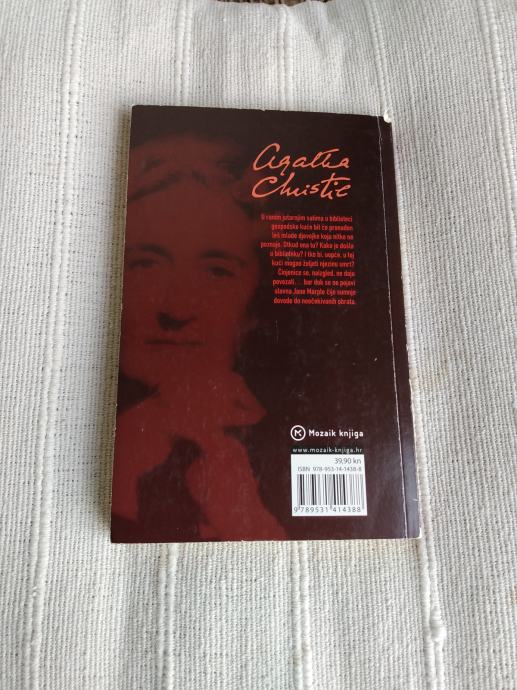 Agatha
Christie
U ranim jutarnjim satima u biblioteci
gospodske kuće bit će pronađen
leš mlade djevojke koju nitko ne
poznaje. Otkud ona tu? Kako je došla
u biblioteku? I tko bi, uopće, u toj
kući mogao željeti njezinu smrt?
Činjenice se, naizgled, ne daju
povezati. . . bar dok se ne pojavi
slavna Jane Marple čije sumnje
dovode do neočekivanih obrata.
Mozaik knjiga
www.mozaik-knjiga.hr
39,90 kn
ISBN 978-953-14-1438-8
9 789531 414388